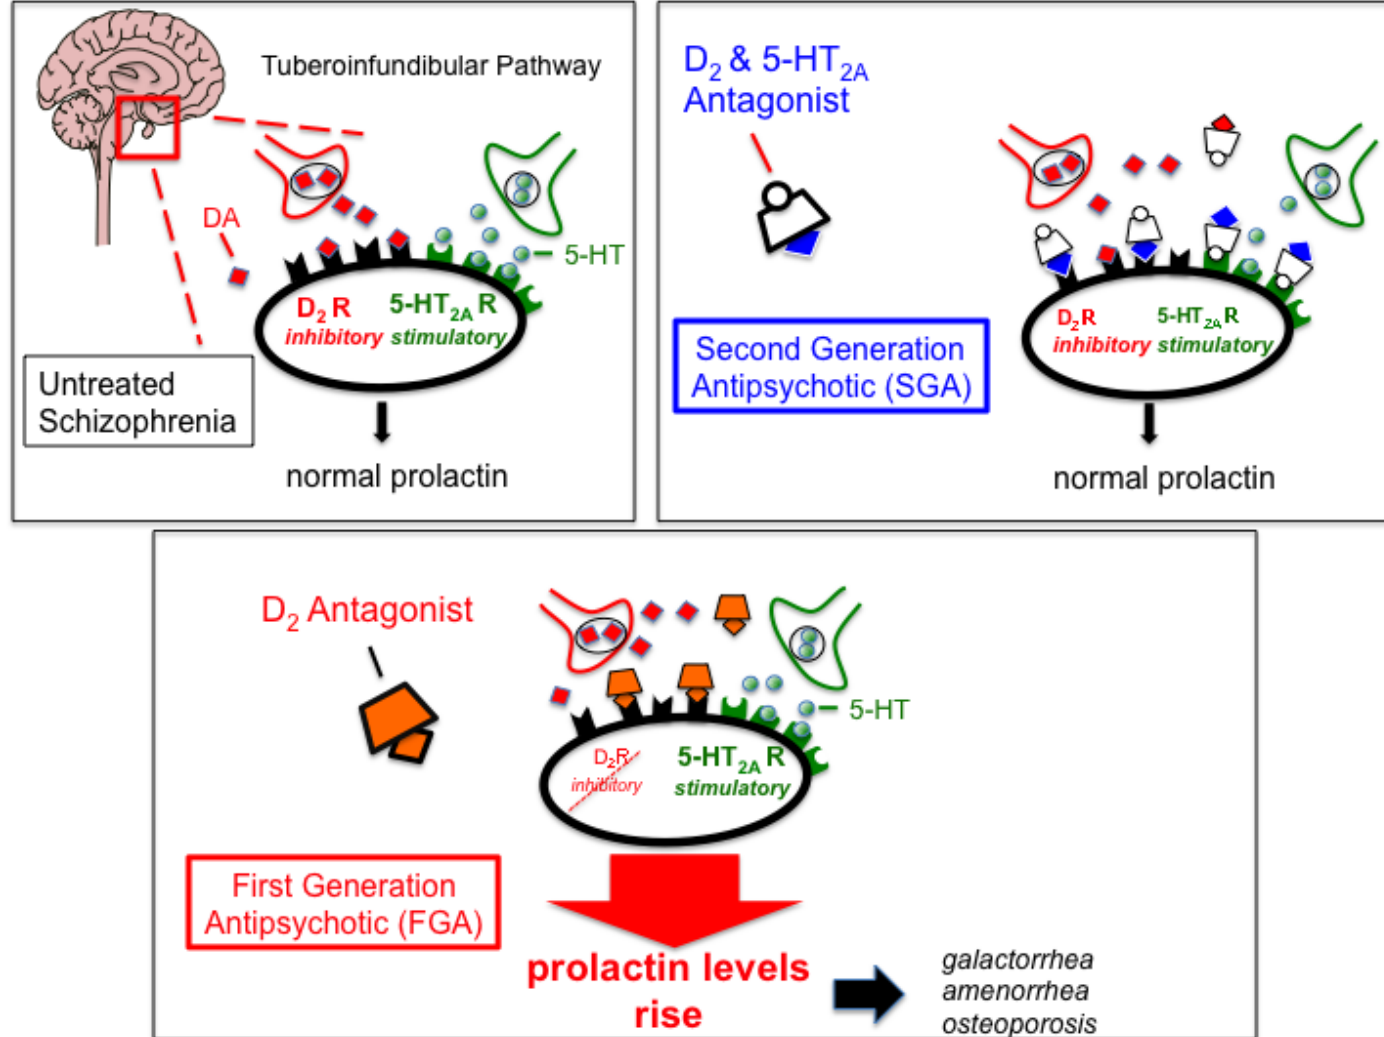 Tuberoinfundibular Pathway
DA
5-HT
D2 R
inhibitory
5-HT2A R
stimulatory
Untreated
Schizophrenia
normal prolactin
D2 & 5-HT2A
Antagonist
D2R
inhibitory
5-HT2AR
stimulatory
Second Generation
Antipsychotic (SGA)
normal prolactin
D2 Antagonist
5-HT
D2R
inhibitory
5-HT2A R
stimulatory
First Generation
Antipsychotic (FGA)
prolactin levels
rise
galactorrhea
amenorrhea
osteoporosis